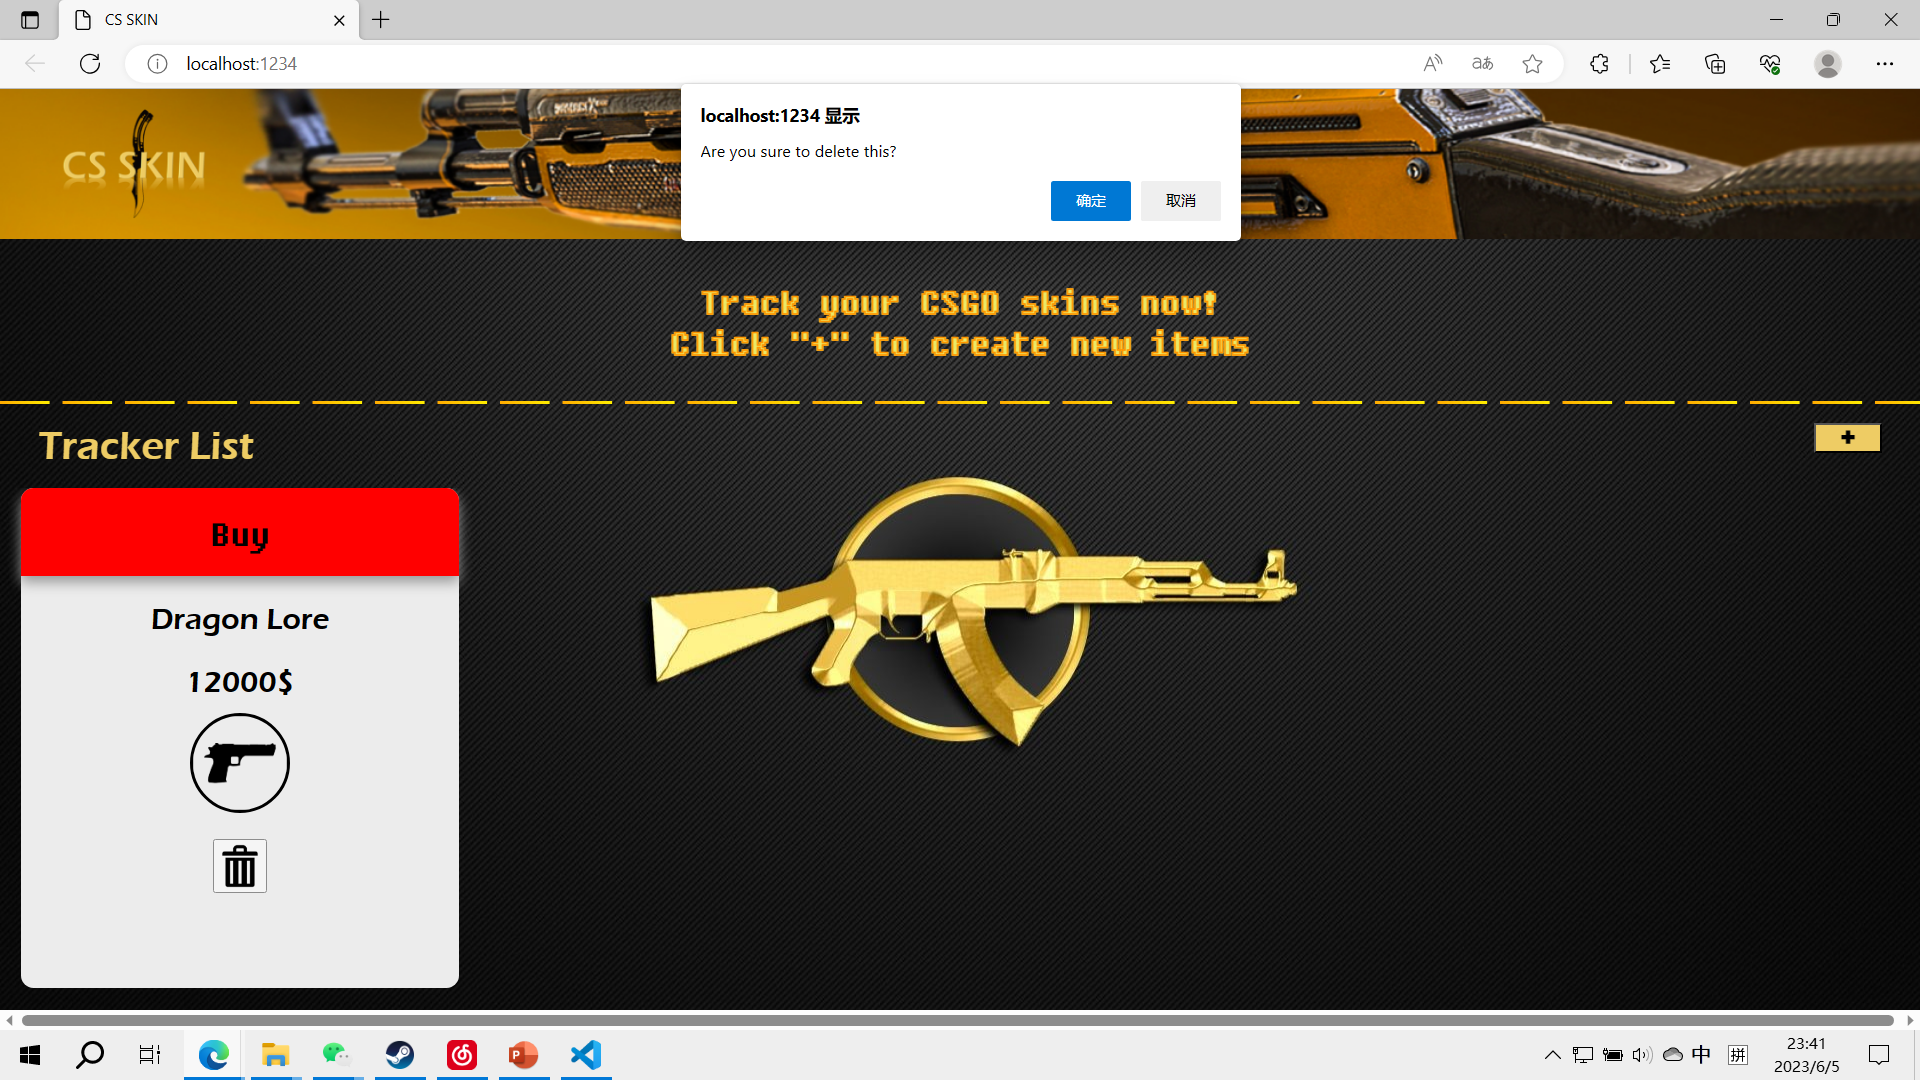 CS SKIN
localhost:1234
localhost:1234 显示
Are you sure to delete this?
确定
取消
CS SKIN
Track your CSGO skins now!
Click "+" to create new items
Tracker List
+
Buy
Dragon Lore
12000$
中
拼
23:41
2023/6/5